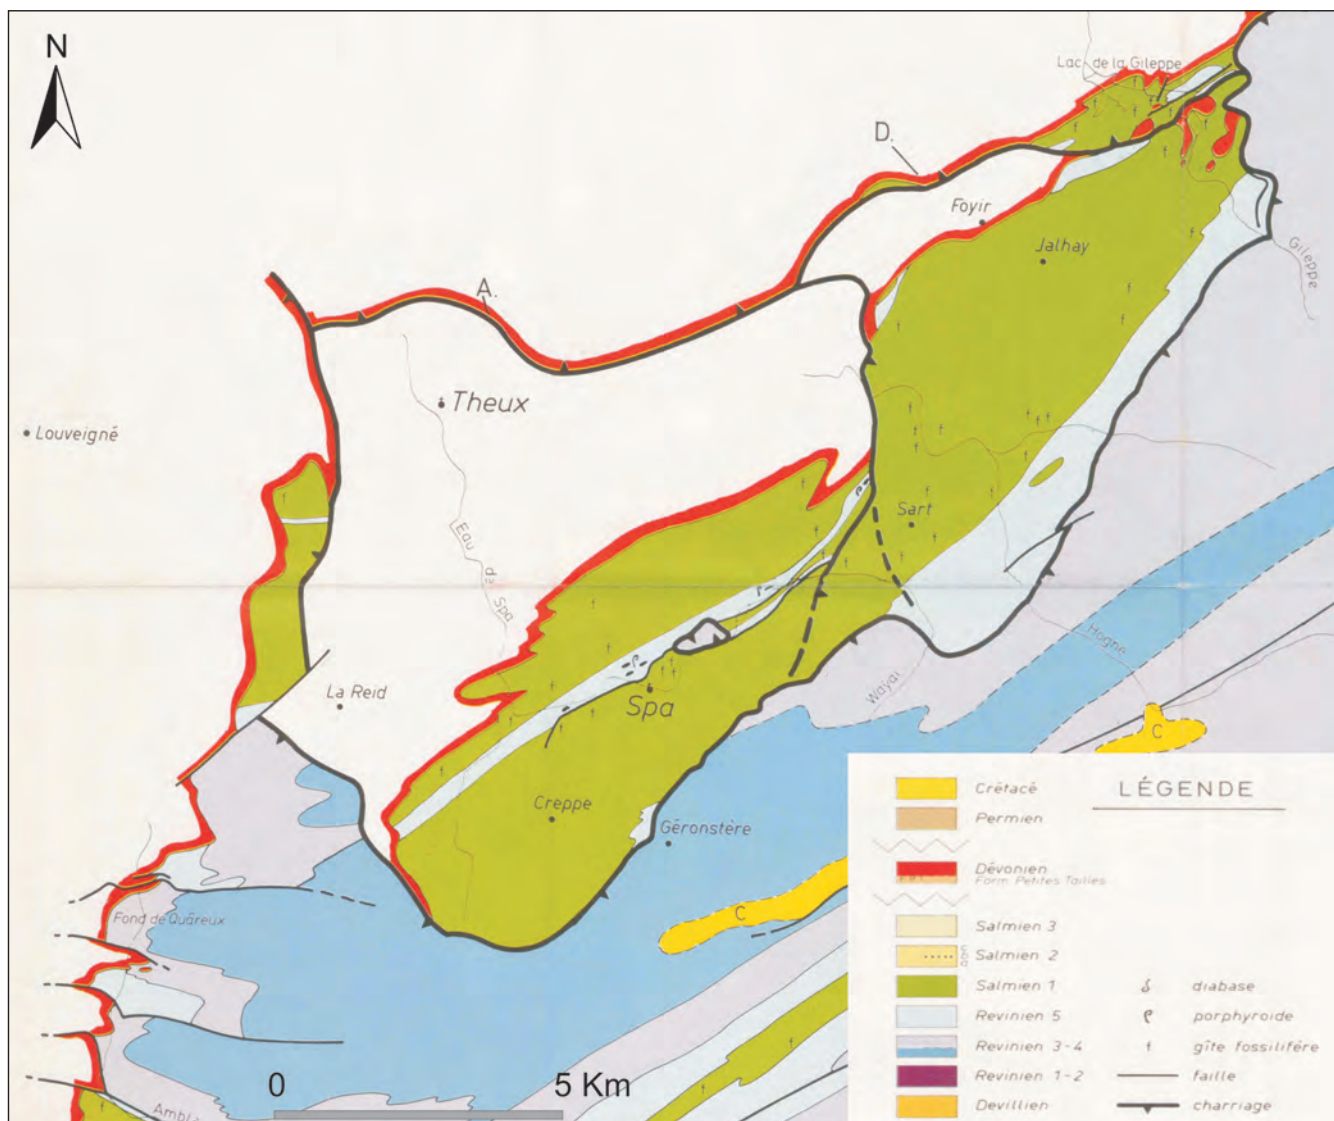 N
Lac de la Gileppe
D.
Foyir
Jalhay
Gileppe
A.
Theux
Louveigné
Eau de Spa
Sart
Hogne
La Reid
Wayai
Spa
C
Creppe
Géronstère
C
Fond de Quareux
0 5 Km
LÉGENDE
Crétacé
Permien
Dévonien
Form Petites Tailles
Salmien 3
Salmien 2
Salmien 1
Revinien 5
Revinien 3-4
Revinien 1-2
Devillien
diabase
porphyroide
gîte fossilifére
faille
charriage